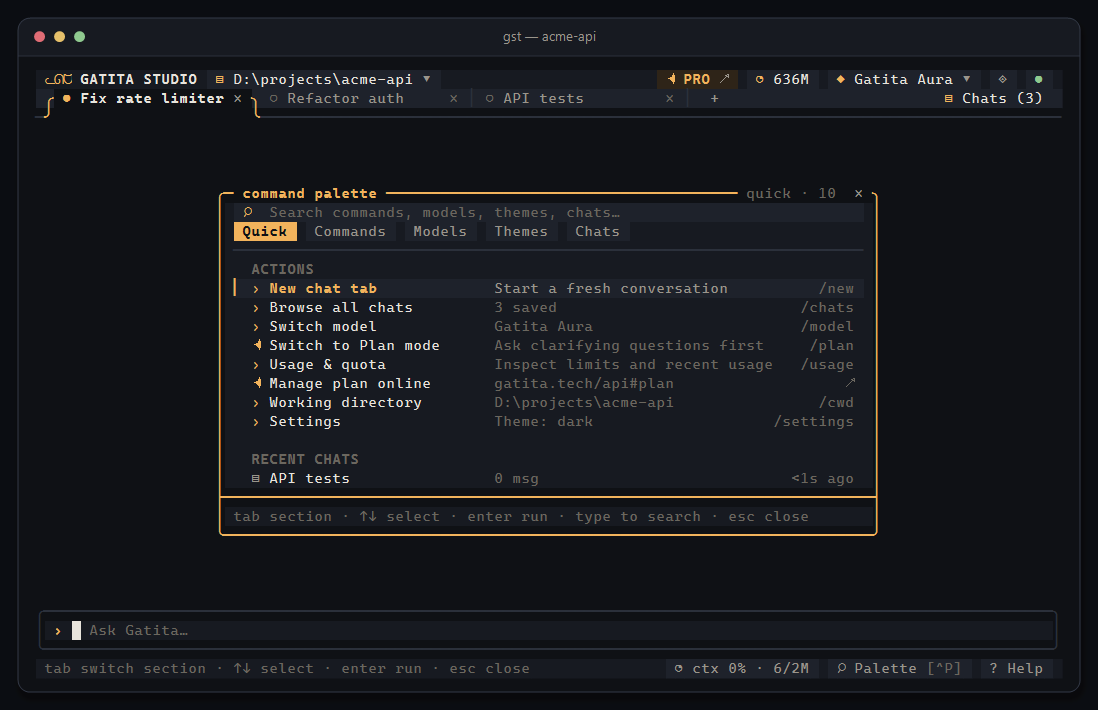 gst — acme-api
GATITA STUDIO D:\projects\acme-api ▼ PRO ↗ 636M ◆ Gatita Aura ▼
● Fix rate limiter × ○ Refactor auth × ○ API tests × + Chats (3)
command palette quick · 10 ×
Search commands, models, themes, chats…
Quick Commands Models Themes Chats
ACTIONS
› New chat tab Start a fresh conversation /new
› Browse all chats 3 saved /chats
› Switch model Gatita Aura /model
Switch to Plan mode Ask clarifying questions first /plan
› Usage & quota Inspect limits and recent usage /usage
Manage plan online gatita.tech/api#plan ↗
› Working directory D:\projects\acme-api /cwd
› Settings Theme: dark /settings
RECENT CHATS
API tests 0 msg <1s ago
tab section · ↑↓ select · enter run · type to search · esc close
› Ask Gatita…
tab switch section · ↑↓ select · enter run · esc close ctx 0% · 6/2M Palette [^P] ? Help